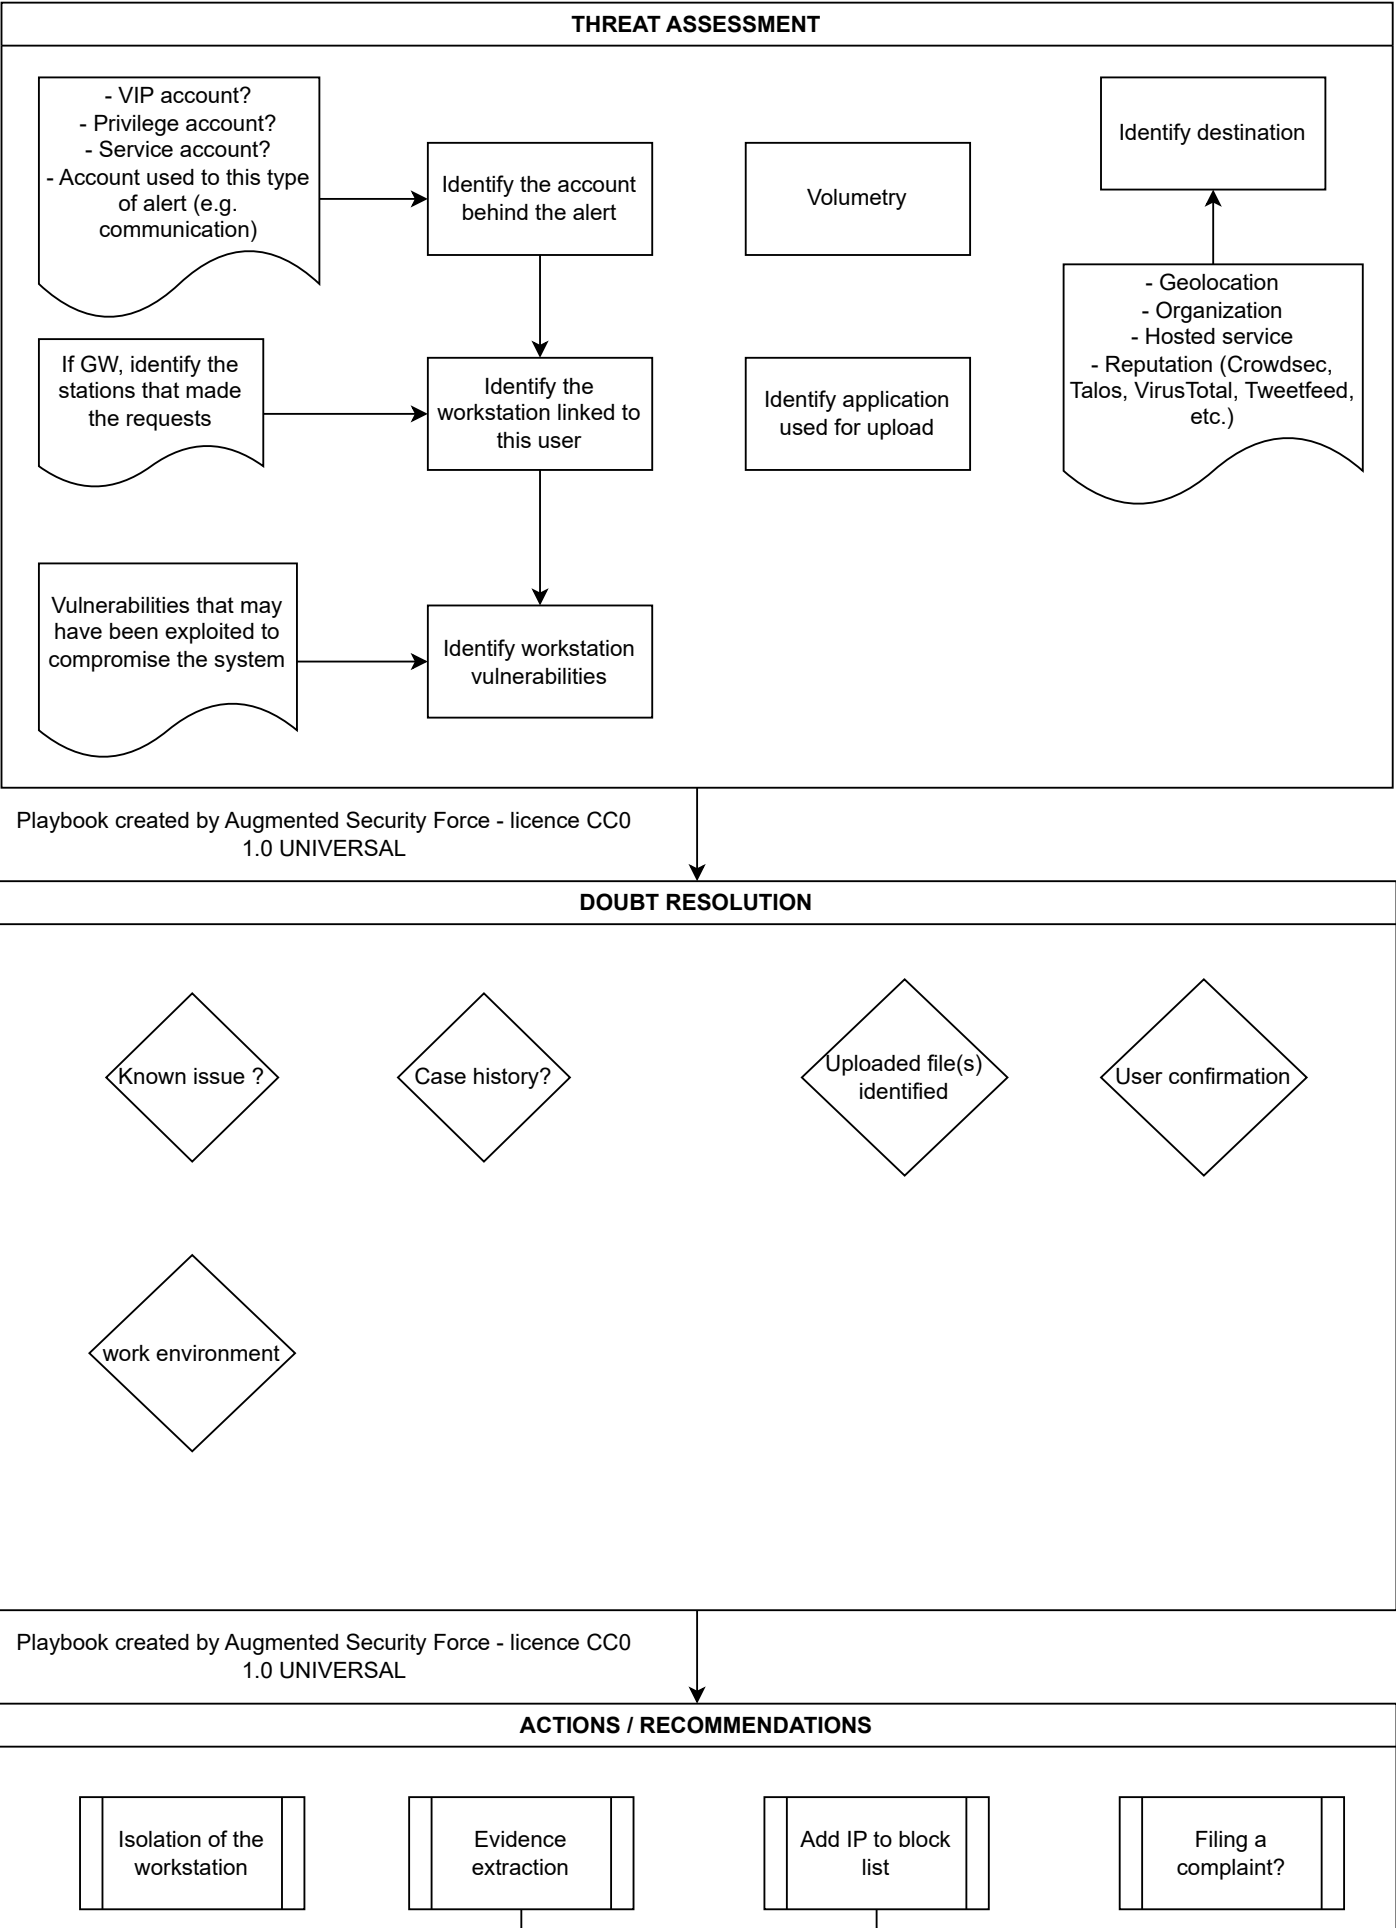 THREAT ASSESSMENT
- VIP account?
- Privilege account?
- Service account?
- Account used to this type
of alert (e.g.
communication)
Identify the account
behind the alert
Volumetry
Identify destination
- Geolocation
- Organization
- Hosted service
- Reputation (Crowdsec,
Talos, VirusTotal, Tweetfeed,
etc.)
If GW, identify the
stations that made
the requests
Identify the
workstation linked to
this user
Identify application
used for upload
Vulnerabilities that may
have been exploited to
compromise the system
Identify workstation
vulnerabilities
Playbook created by Augmented Security Force - licence CC0
1.0 UNIVERSAL
DOUBT RESOLUTION
Known issue ?
Case history?
Uploaded file(s)
identified
User confirmation
work environment
Playbook created by Augmented Security Force - licence CC0
1.0 UNIVERSAL
ACTIONS / RECOMMENDATIONS
Isolation of the
workstation
Evidence
extraction
Add IP to block
list
Filing a
complaint?